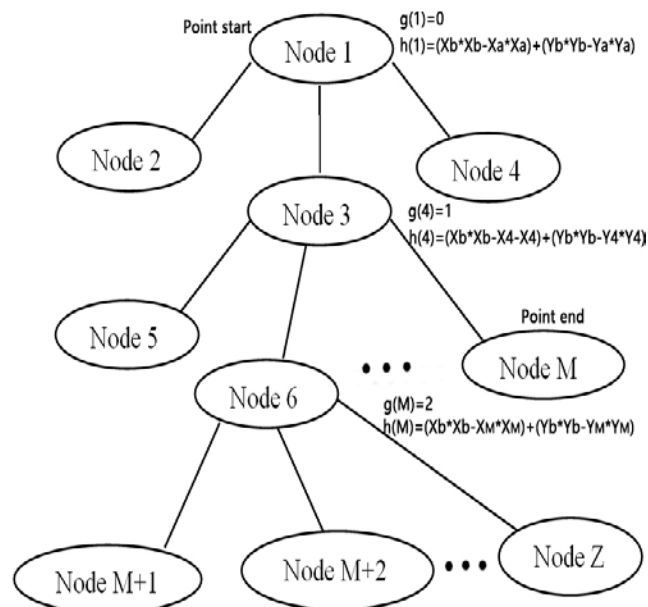 Point start
g(1)=0
Node 1
h(1)=(Xb*Xb-Xa*Xa)+(Yb*Yb-Ya*Ya)
Node 2
Node 4
Node 3
g(4)=1
h(4)=(Xb*Xb-X4-X4)+(Yb*Yb-Y4*Y4)
Point end
Node 5
Node M
Node 6
g(M)=2
h(M)=(Xb*Xb-XM*XM)+(Yb*Yb-YM*YM)
Node M+1
Node M+2
Node Z